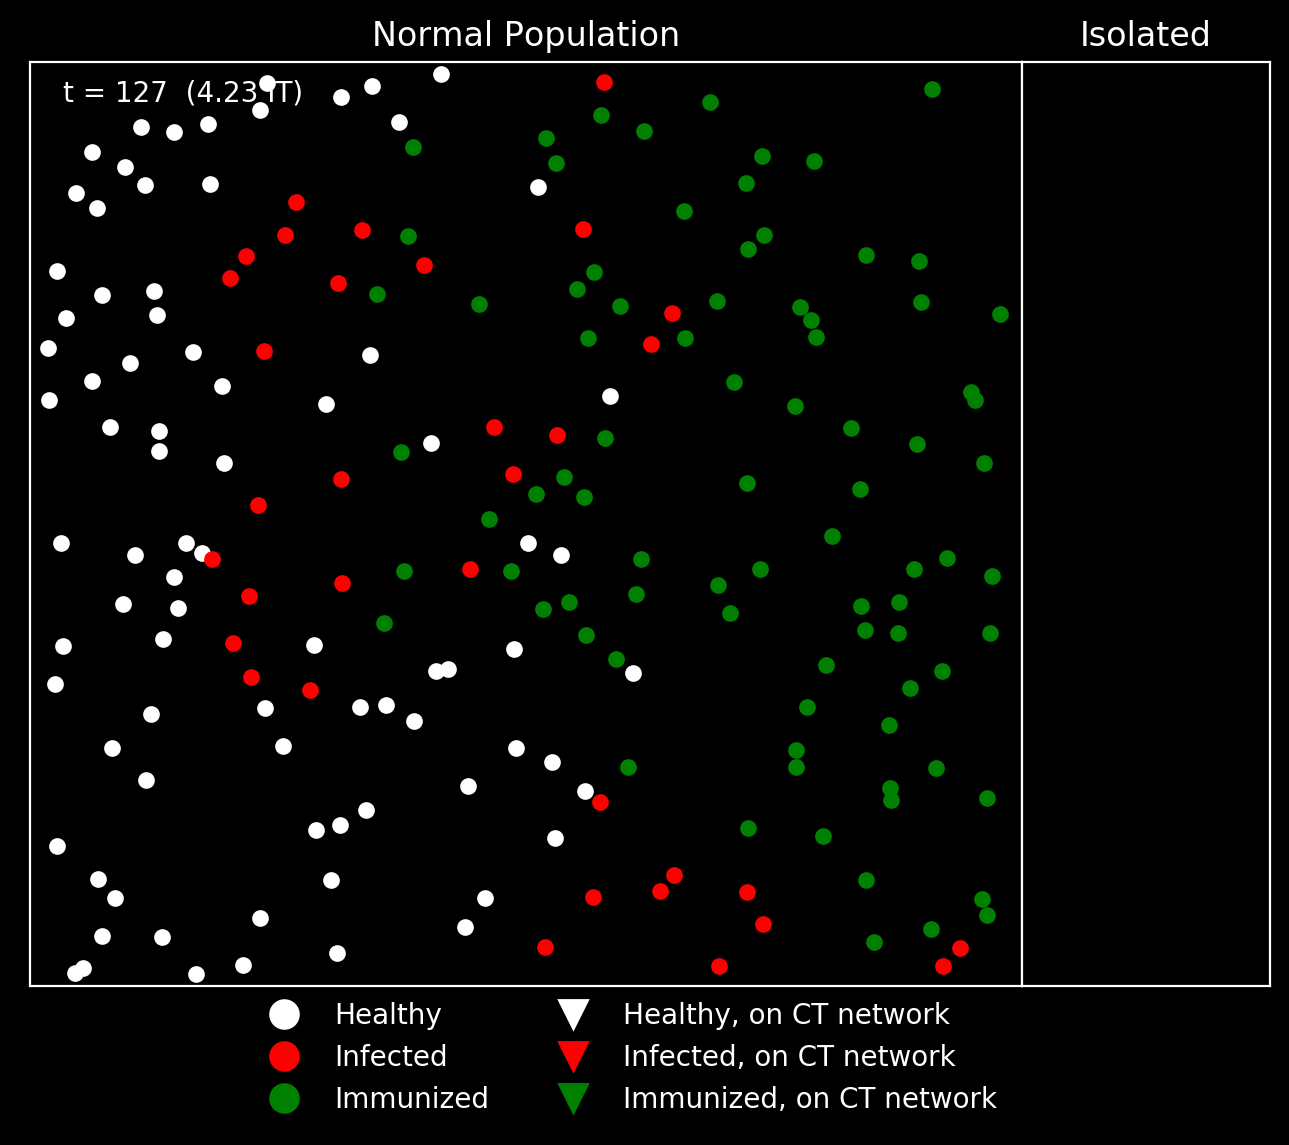 Normal Population
Isolated
t = 127  (4.23 IT)
Healthy
Infected
Immunized
Healthy, on CT network
Infected, on CT network
Immunized, on CT network